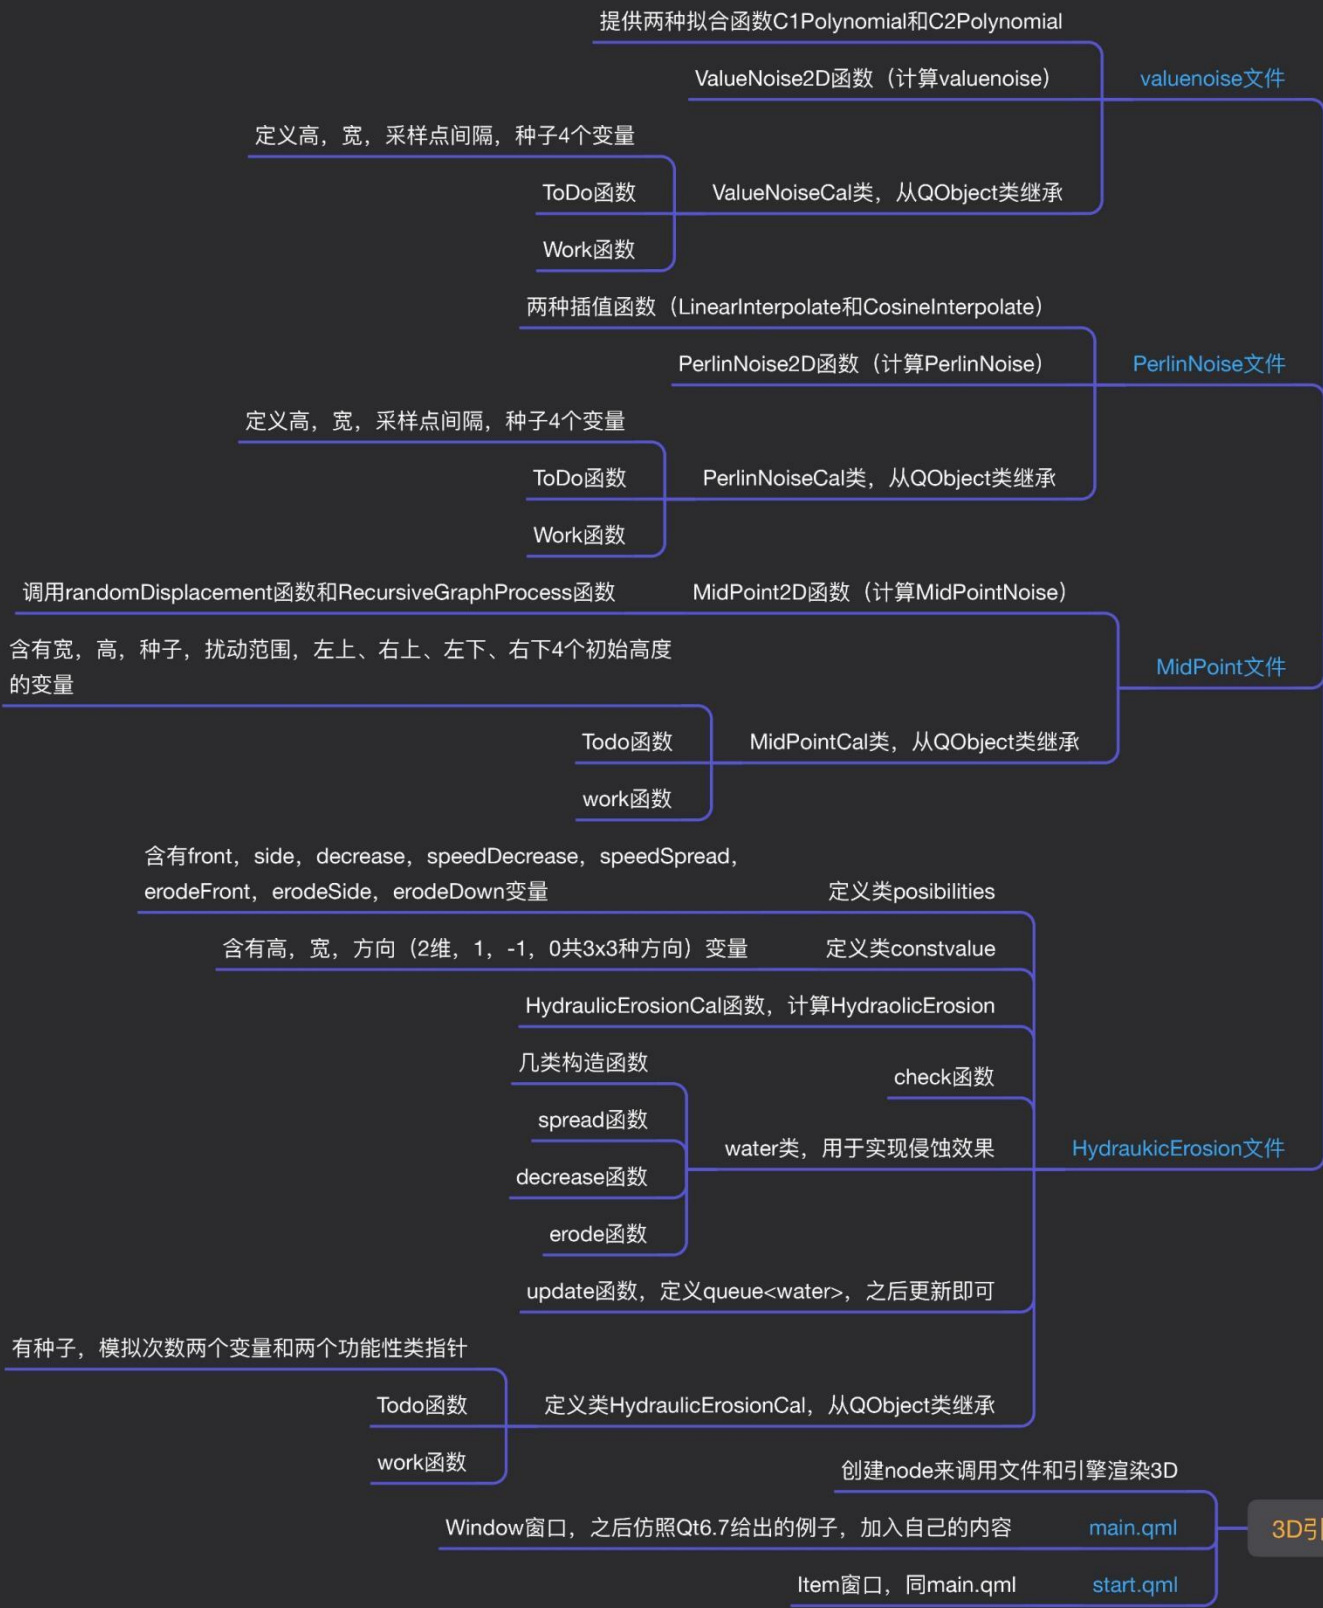 提供两种拟合函数C1Polynomial和C2Polynomial
ValueNoise2D函数（计算valuenoise）
valuenoise文件
定义高，宽，采样点间隔，种子4个变量
ToDo函数
ValueNoiseCal类，从QObject类继承
Work函数
两种插值函数（LinearInterpolate和CosineInterpolate）
PerlinNoise2D函数（计算PerlinNoise）
PerlinNoise文件
定义高，宽，采样点间隔，种子4个变量
ToDo函数
PerlinNoiseCal类，从QObject类继承
Work函数
调用randomDisplacement函数和RecursiveGraphProcess函数
MidPoint2D函数（计算MidPointNoise）
含有宽，高，种子，扰动范围，左上、右上、左下、右下4个初始高度
的变量
MidPoint文件
Todo函数
MidPointCal类，从QObject类继承
work函数
含有front，side，decrease，speedDecrease，speedSpread，
erodeFront，erodeSide，erodeDown变量
定义类posibilities
含有高，宽，方向（2维，1，-1，0共3x3种方向）变量
定义类constvalue
HydraulicErosionCal函数，计算HydraolicErosion
几类构造函数
check函数
spread函数
water类，用于实现侵蚀效果
HydraukicErosion文件
decrease函数
erode函数
update函数，定义queue<water>，之后更新即可
有种子，模拟次数两个变量和两个功能性类指针
Todo函数
定义类HydraulicErosionCal，从QObject类继承
work函数
创建node来调用文件和引擎渲染3D
Window窗口，之后仿照Qt6.7给出的例子，加入自己的内容
main.qml
3D引
Item窗口，同main.qml
start.qml